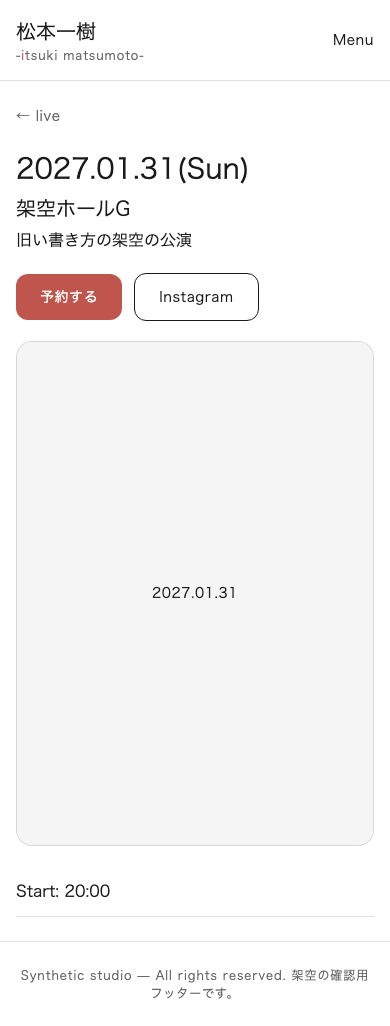 松本一樹
-itsuki matsumoto-
Menu
← live
2027.01.31(Sun)
架空ホールG
旧い書き方の架空の公演
予約する
Instagram
2027.01.31
Start: 20:00
Synthetic studio — All rights reserved. 架空の確認用
フッターです。